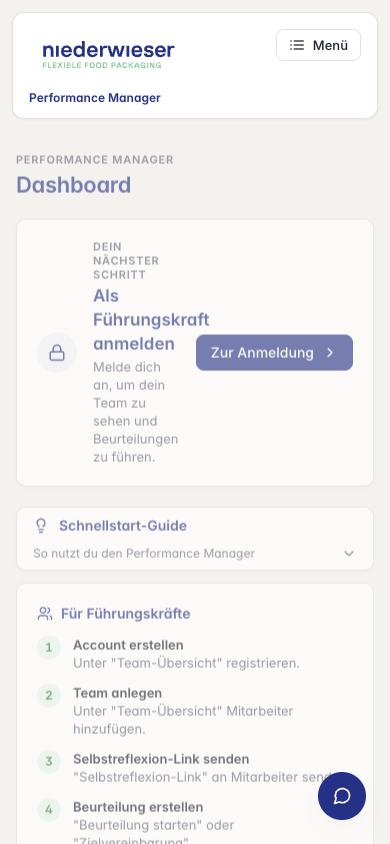 niederwieser
FLEXIBLE FOOD PACKAGING
Menü
Performance Manager
PERFORMANCE MANAGER
Dashboard
DEIN
NÄCHSTER
SCHRITT
Als
Führungskraft
anmelden
Zur Anmeldung
Melde dich
an, um dein
Team zu
sehen und
Beurteilungen
zu führen.
Schnellstart-Guide
So nutzt du den Performance Manager
Für Führungskräfte
1
Account erstellen
Unter "Team-Übersicht" registrieren.
2
Team anlegen
Unter "Team-Übersicht" Mitarbeiter
hinzufügen.
3
Selbstreflexion-Link senden
"Selbstreflexion-Link" an Mitarbeiter
4
Beurteilung erstellen
"Beurteilung starten" oder
"Zielvereinbarung"